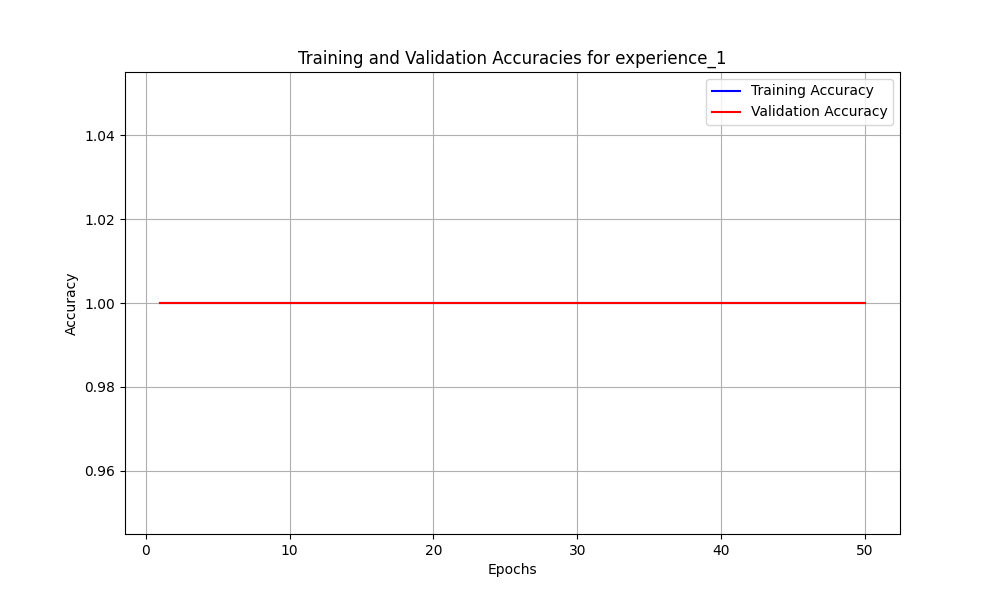 Training and Validation Accuracies for experience_1
Training Accuracy
Validation Accuracy
1.04
1.02
1.00
0.98
0.96
Accuracy
0 10 20 30 40 50
Epochs